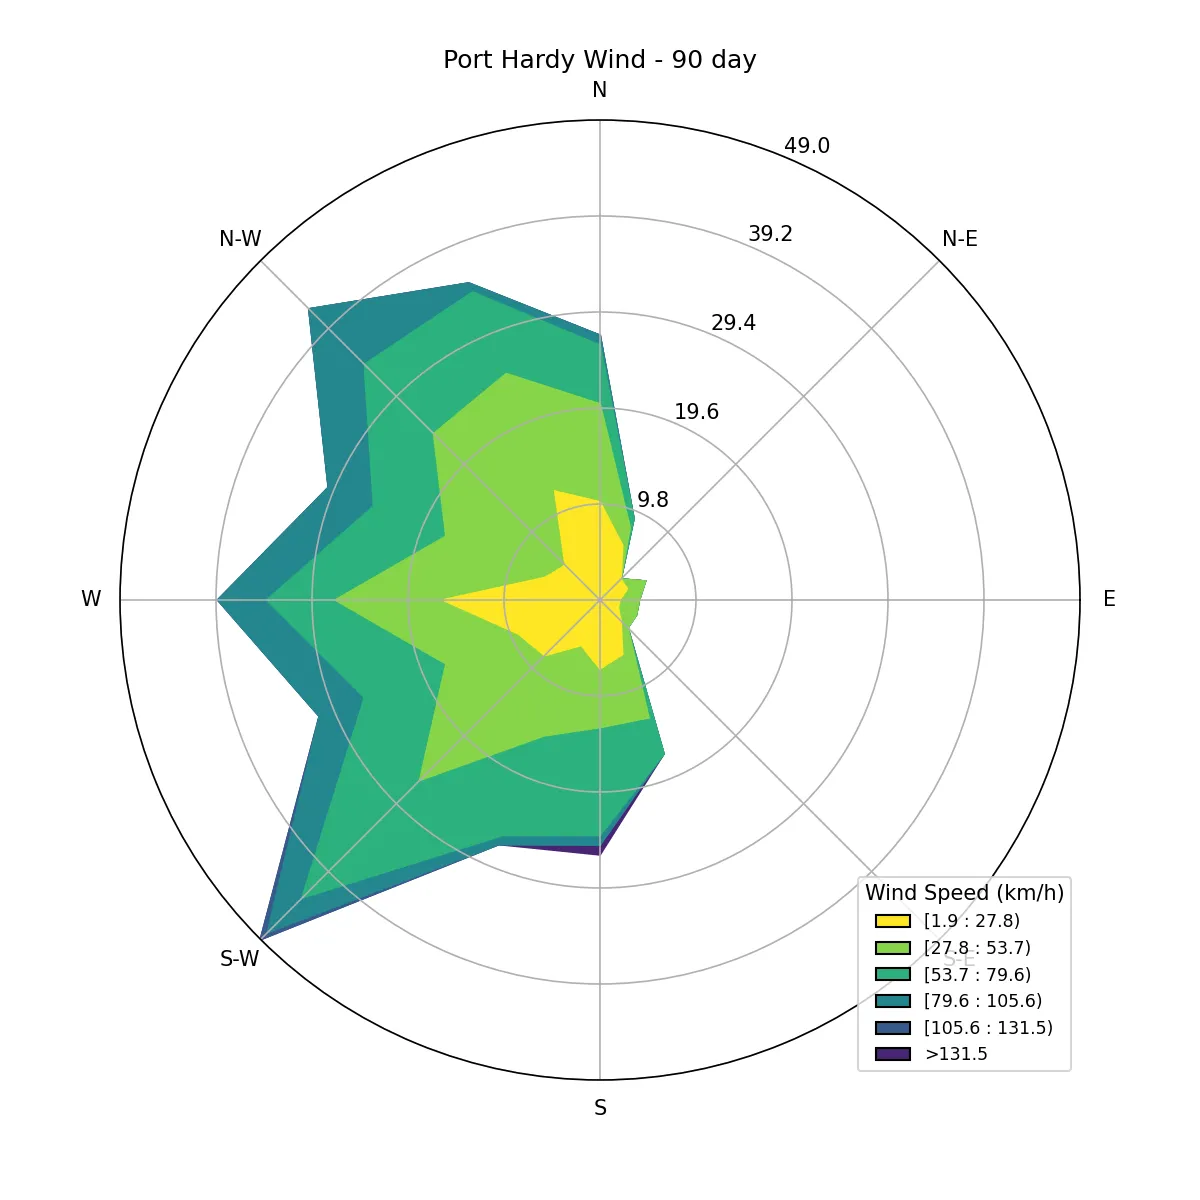 Port Hardy Wind - 90 day
N
49.0
N-W
39.2
N-E
29.4
19.6
9.8
W
E
Wind Speed (km/h)
[1.9 : 27.8)
[27.8 : 53.7)
S-W
S-E
[53.7 : 79.6)
[79.6 : 105.6)
[105.6 : 131.5)
>131.5
S